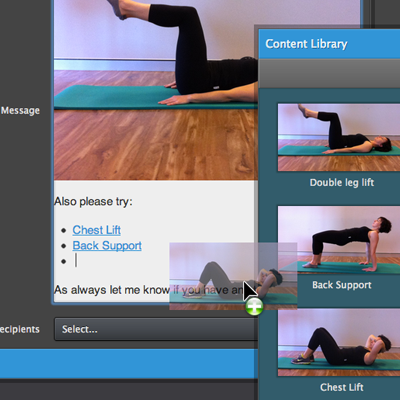 Content Library
Message
Double leg lift
Also please try:
Chest Lift
Back Support
As always let me know if you have an
Back Support
ecipients
Select...
Chest Lift